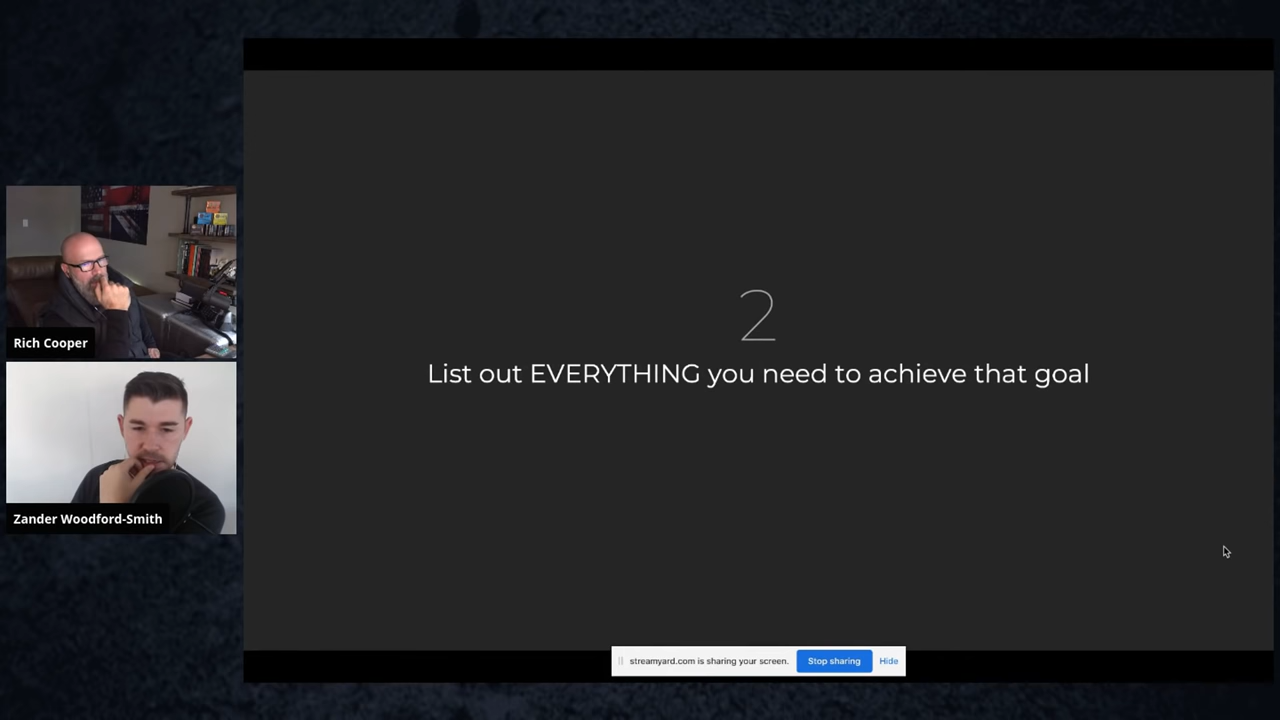 Rich Cooper
Zander Woodford-Smith
2
List out EVERYTHING you need to achieve that goal
streamyard.com is sharing your screen.
Stop sharing
Hide